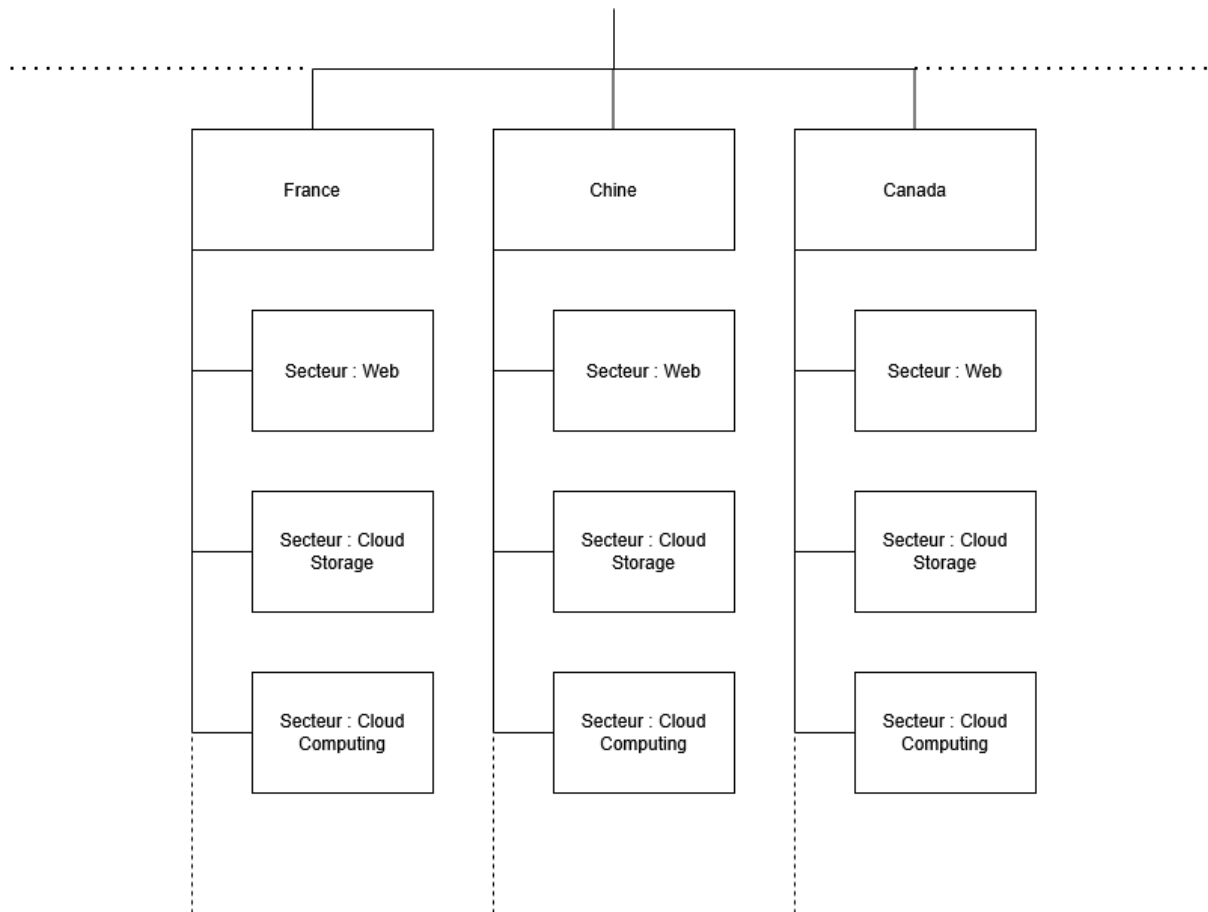 France
Chine
Canada
Secteur : Web
Secteur : Web
Secteur : Web
Secteur : Cloud
Storage
Secteur : Cloud
Storage
Secteur : Cloud
Storage
Secteur : Cloud
Computing
Secteur : Cloud
Computing
Secteur : Cloud
Computing